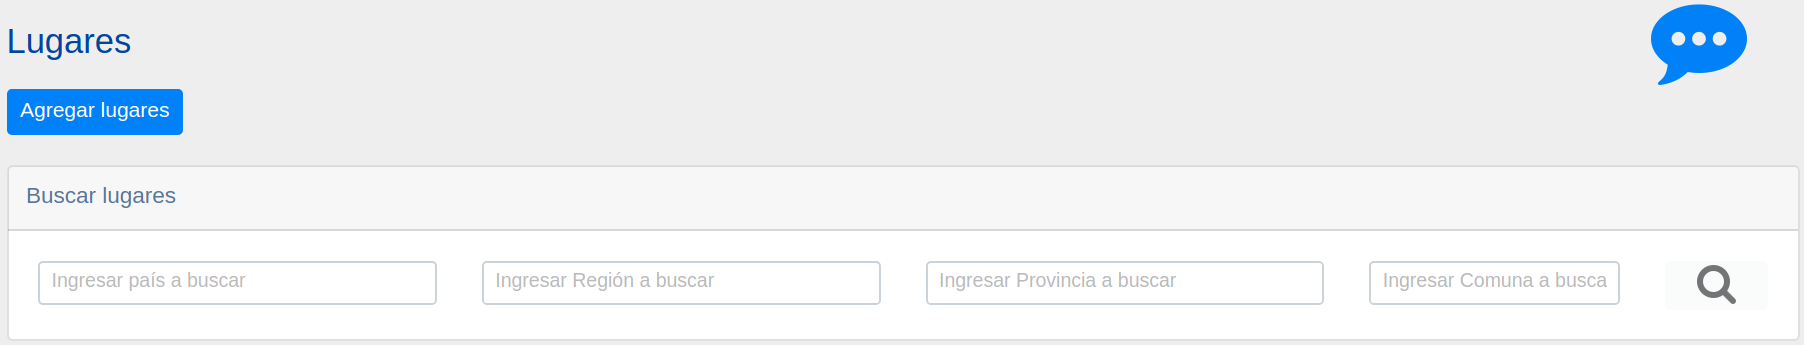 Lugares
Agregar lugares
Buscar lugares
Ingresar país a buscar
Ingresar Región a buscar
Ingresar Provincia a buscar
Ingresar Comuna a busca